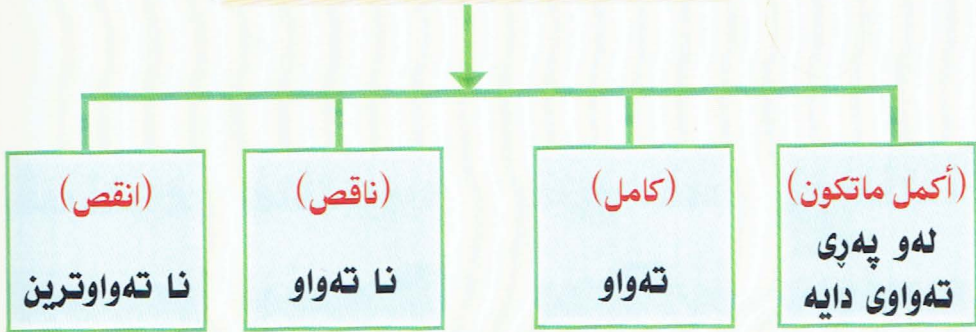 (أكمل ماتكون)
لەو پەڕی
تەواوی دایە
(كامل)
تەواو
(ناقص)
نا تەواو
(انقص)
نا تەواوترین